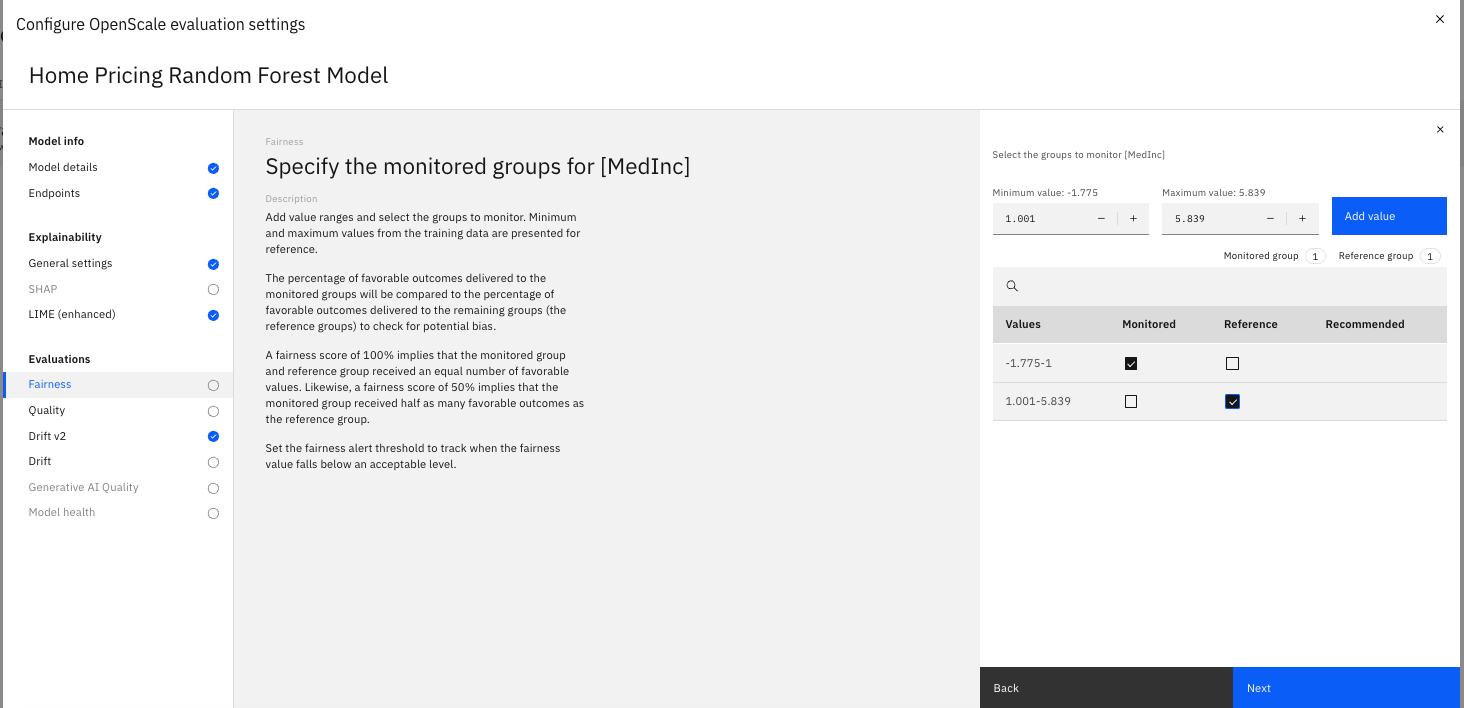 Configure OpenScale evaluation settings
Home Pricing Random Forest Model
Model info
Model details
Endpoints
Explainability
General settings
SHAP
LIME (enhanced)
Evaluations
Fairness
Quality
Drift v2
Drift
Generative AI Quality
Model health
Fairness
Specify the monitored groups for [MedInc]
Description
Add value ranges and select the groups to monitor. Minimum
and maximum values from the training data are presented for
reference.
The percentage of favorable outcomes delivered to the
monitored groups will be compared to the percentage of
favorable outcomes delivered to the remaining groups (the
reference groups) to check for potential bias.
A fairness score of 100% implies that the monitored group
and reference group received an equal number of favorable
values. Likewise, a fairness score of 50% implies that the
monitored group received half as many favorable outcomes as
the reference group.
Set the fairness alert threshold to track when the fairness
value falls below an acceptable level.
Select the groups to monitor [MedInc]
Minimum value: -1.775 Maximum value: 5.839
1.001 − + 5.839 − + Add value
Monitored group 1 Reference group 1
Values Monitored Reference Recommended
-1.775-1
1.001-5.839
Back Next